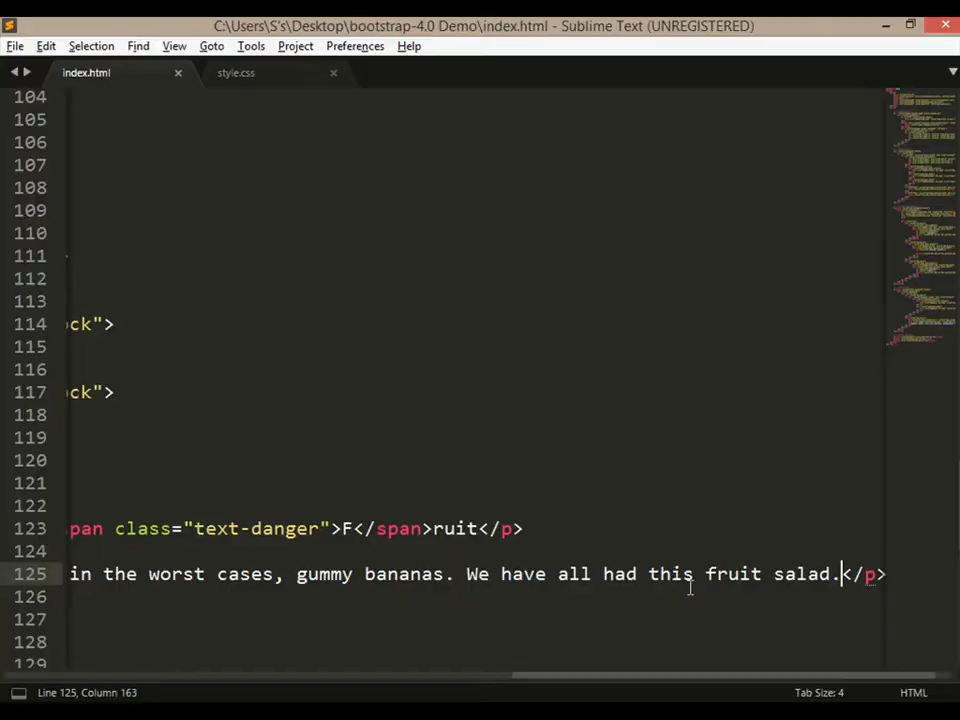 C:\Users\S's\Desktop\bootstrap-4.0 Demo\index.html - Sublime Text (UNREGISTERED)
File Edit Selection Find View Goto Tools Project Preferences Help
index.html style.css
104
105
106
107
108
109
110
111
112
113
114 ock">
115
116
117 ock">
118
119
120
121
122
123 span class="text-danger">F</span>ruit</p>
124
125 in the worst cases, gummy bananas. We have all had this fruit salad.</p>
126
127
128
129
Line 125, Column 163 Tab Size: 4 HTML